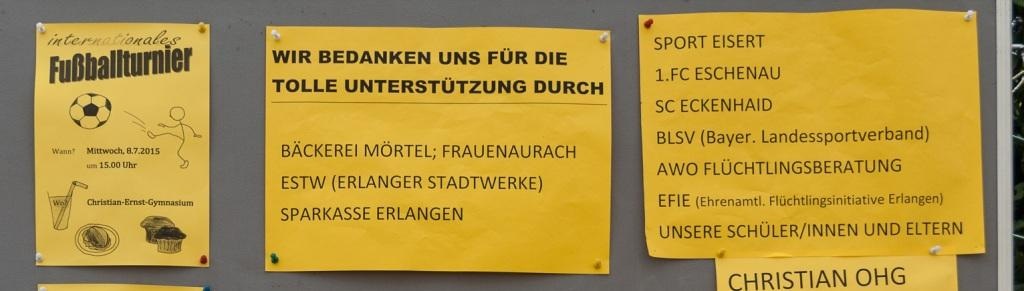 internationales
Fußballturnier
Wann? Mittwoch, 8.7.2015
um 15.00 Uhr
Wo? Christian-Ernst-Gymnasium
WIR BEDANKEN UNS FÜR DIE
TOLLE UNTERSTÜTZUNG DURCH
BÄCKEREI MÖRTEL; FRAUENAURACH
ESTW (ERLANGER STADTWERKE)
SPARKASSE ERLANGEN
SPORT EISERT
1.FC ESCHENAU
SC ECKENHAID
BLSV (Bayer. Landessportverband)
AWO FLÜCHTLINGSBERATUNG
EFIE (Ehrenamtl. Flüchtlingsinitiative Erlangen)
UNSERE SCHÜLER/INNEN UND ELTERN
CHRISTIAN OHG